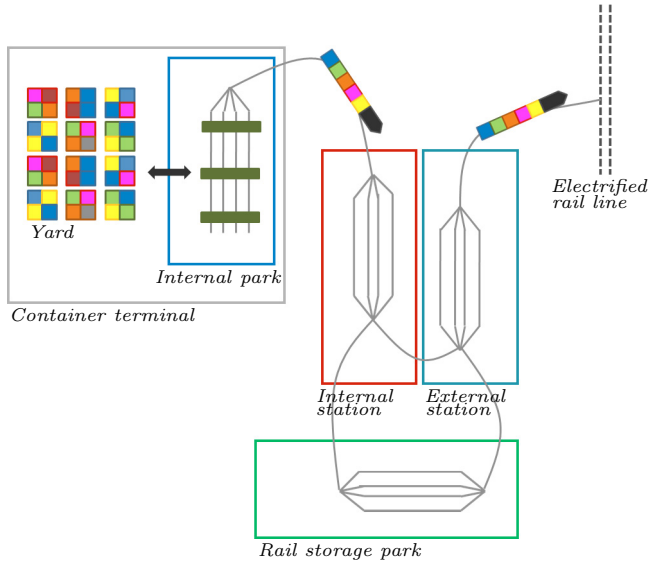 Electrified
rail line
Yard
Internal park
Container terminal
Internal
station
External
station
Rail storage park